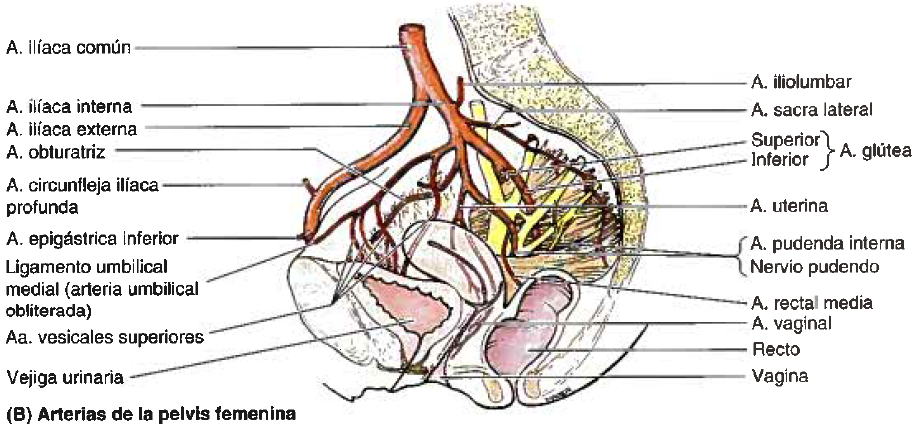 A. ilíaca común
A. ilíaca interna
A. ilíaca externa
A. obturatriz
A. circunfleja ilíaca
profunda
A. epigástrica inferior
Ligamento umbilical
medial (arteria umbilical
obliterada)
Aa. vesicales superiores
Vejiga urinaria
(B) Arterias de la pelvis femenina
A. iliolumbar
A. sacra lateral
Superior
Inferior
A. glútea
A. uterina
A. pudenda interna
Nervio pudendo
A. rectal media
A. vaginal
Recto
Vagina